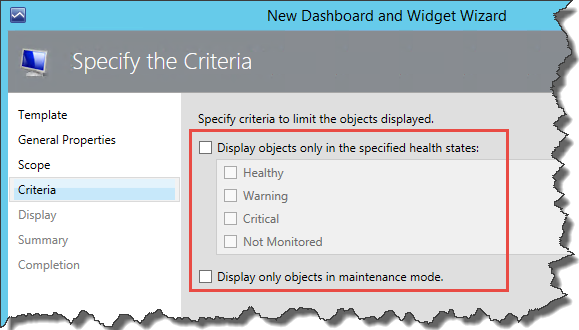 New Dashboard and Widget Wizard
Specify the Criteria
Template
General Properties
Scope
Criteria
Display
Summary
Completion
Specify criteria to limit the objects displayed.
Display objects only in the specified health states:
Healthy
Warning
Critical
Not Monitored
Display only objects in maintenance mode.